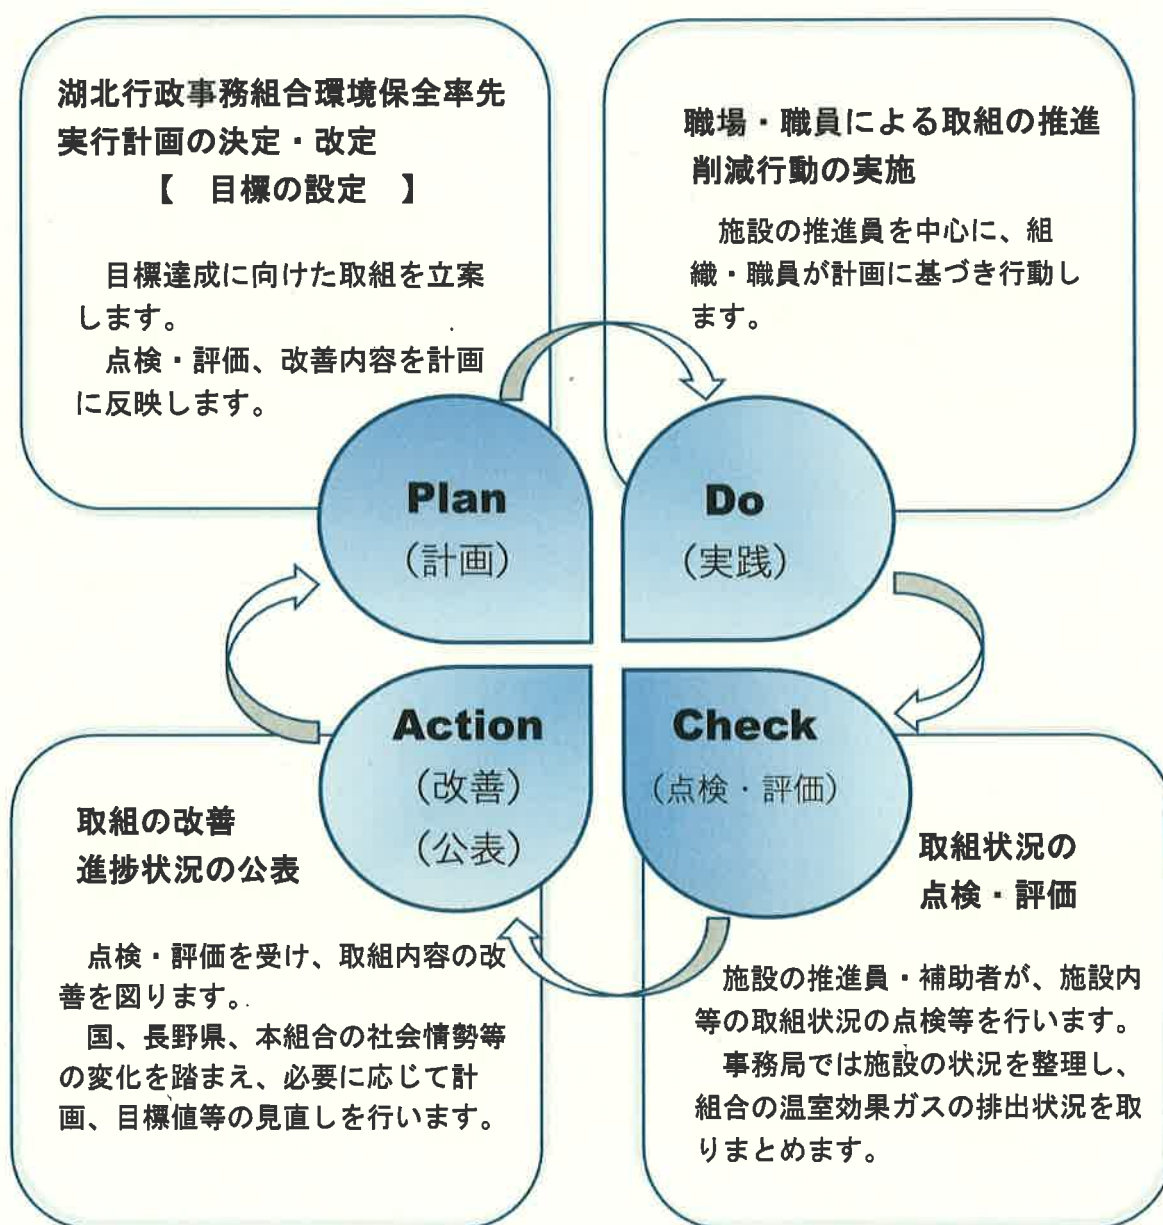 湖北行政事務組合環境保全率先
実行計画の決定・改定
【　目標の設定　】
目標達成に向けた取組を立案
します。
点検・評価、改善内容を計画
に反映します。
職場・職員による取組の推進
削減行動の実施
施設の推進員を中心に、組
織・職員が計画に基づき行動し
ます。
Plan
(計画)
Do
(実践)
Action
(改善)
(公表)
Check
(点検・評価)
取組の改善
進捗状況の公表
点検・評価を受け、取組内容の改
善を図ります。
国、長野県、本組合の社会情勢等
の変化を踏まえ、必要に応じて計
画、目標値等の見直しを行います。
取組状況の
点検・評価
施設の推進員・補助者が、施設内
等の取組状況の点検等を行います。
事務局では施設の状況を整理し、
組合の温室効果ガスの排出状況を取
りまとめます。